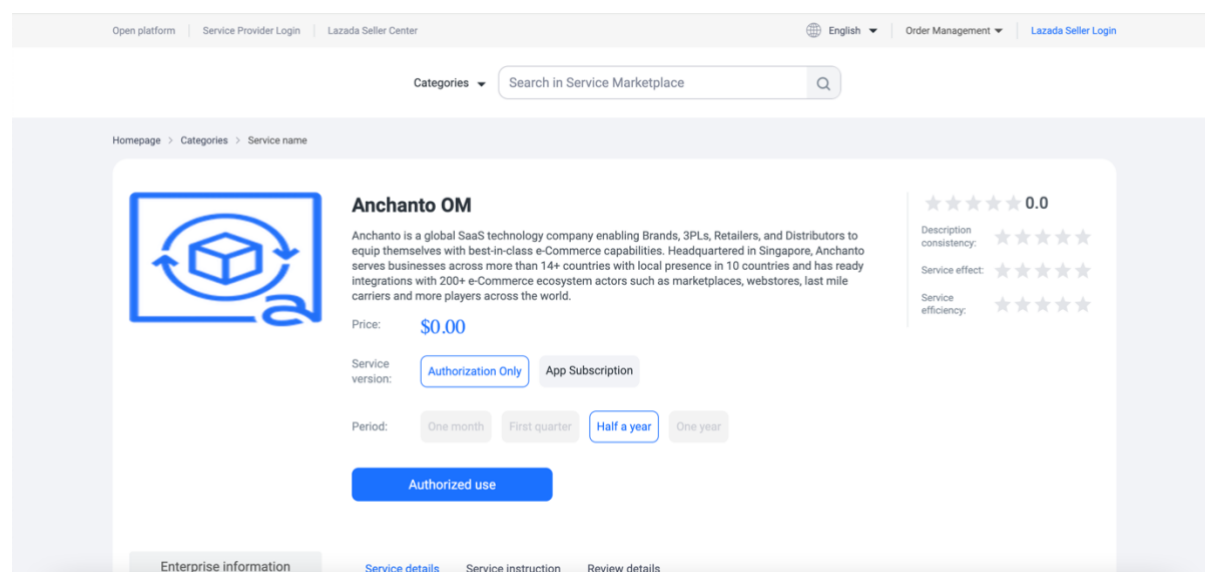 Open platform
Service Provider Login
Lazada Seller Center
English
Order Management
Lazada Seller Login
Categories
Search in Service Marketplace
Homepage > Categories > Service name
Anchanto OM
Anchanto is a global SaaS technology company enabling Brands, 3PLs, Retailers, and Distributors to
equip themselves with best-in-class e-Commerce capabilities. Headquartered in Singapore, Anchanto
serves businesses across more than 14+ countries with local presence in 10 countries and has ready
integrations with 200+ e-Commerce ecosystem actors such as marketplaces, webstores, last mile
carriers and more players across the world.
Price: $0.00
Service
version:
Authorization Only
App Subscription
Period:
One month
First quarter
Half a year
One year
Authorized use
0.0
Description
consistency:
Service effect:
Service
efficiency:
a
Enterprise information
Service details
Service instruction
Review details